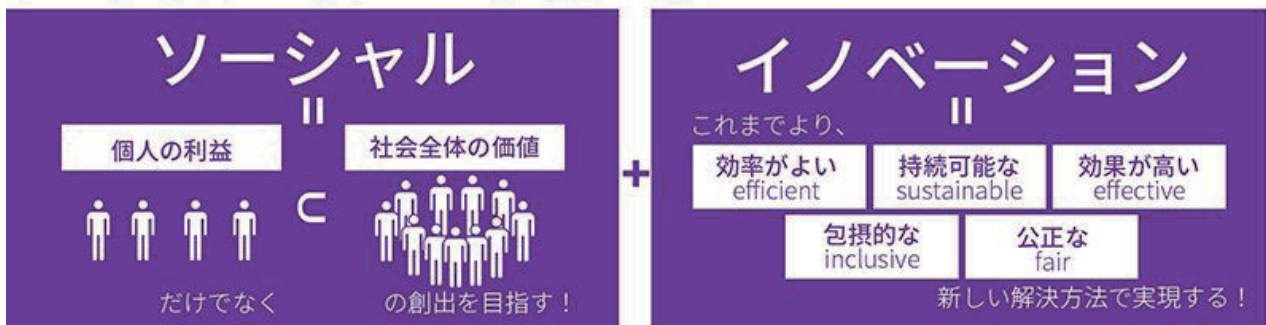 ソーシャル
=
個人の利益
社会全体の価値
⊂
だけでなく
の創出を目指す！
+
イノベーション
=
これまでより、
効率がよい
efficient
持続可能な
sustainable
効果が高い
effective
包摂的な
inclusive
公正な
fair
新しい解決方法で実現する！